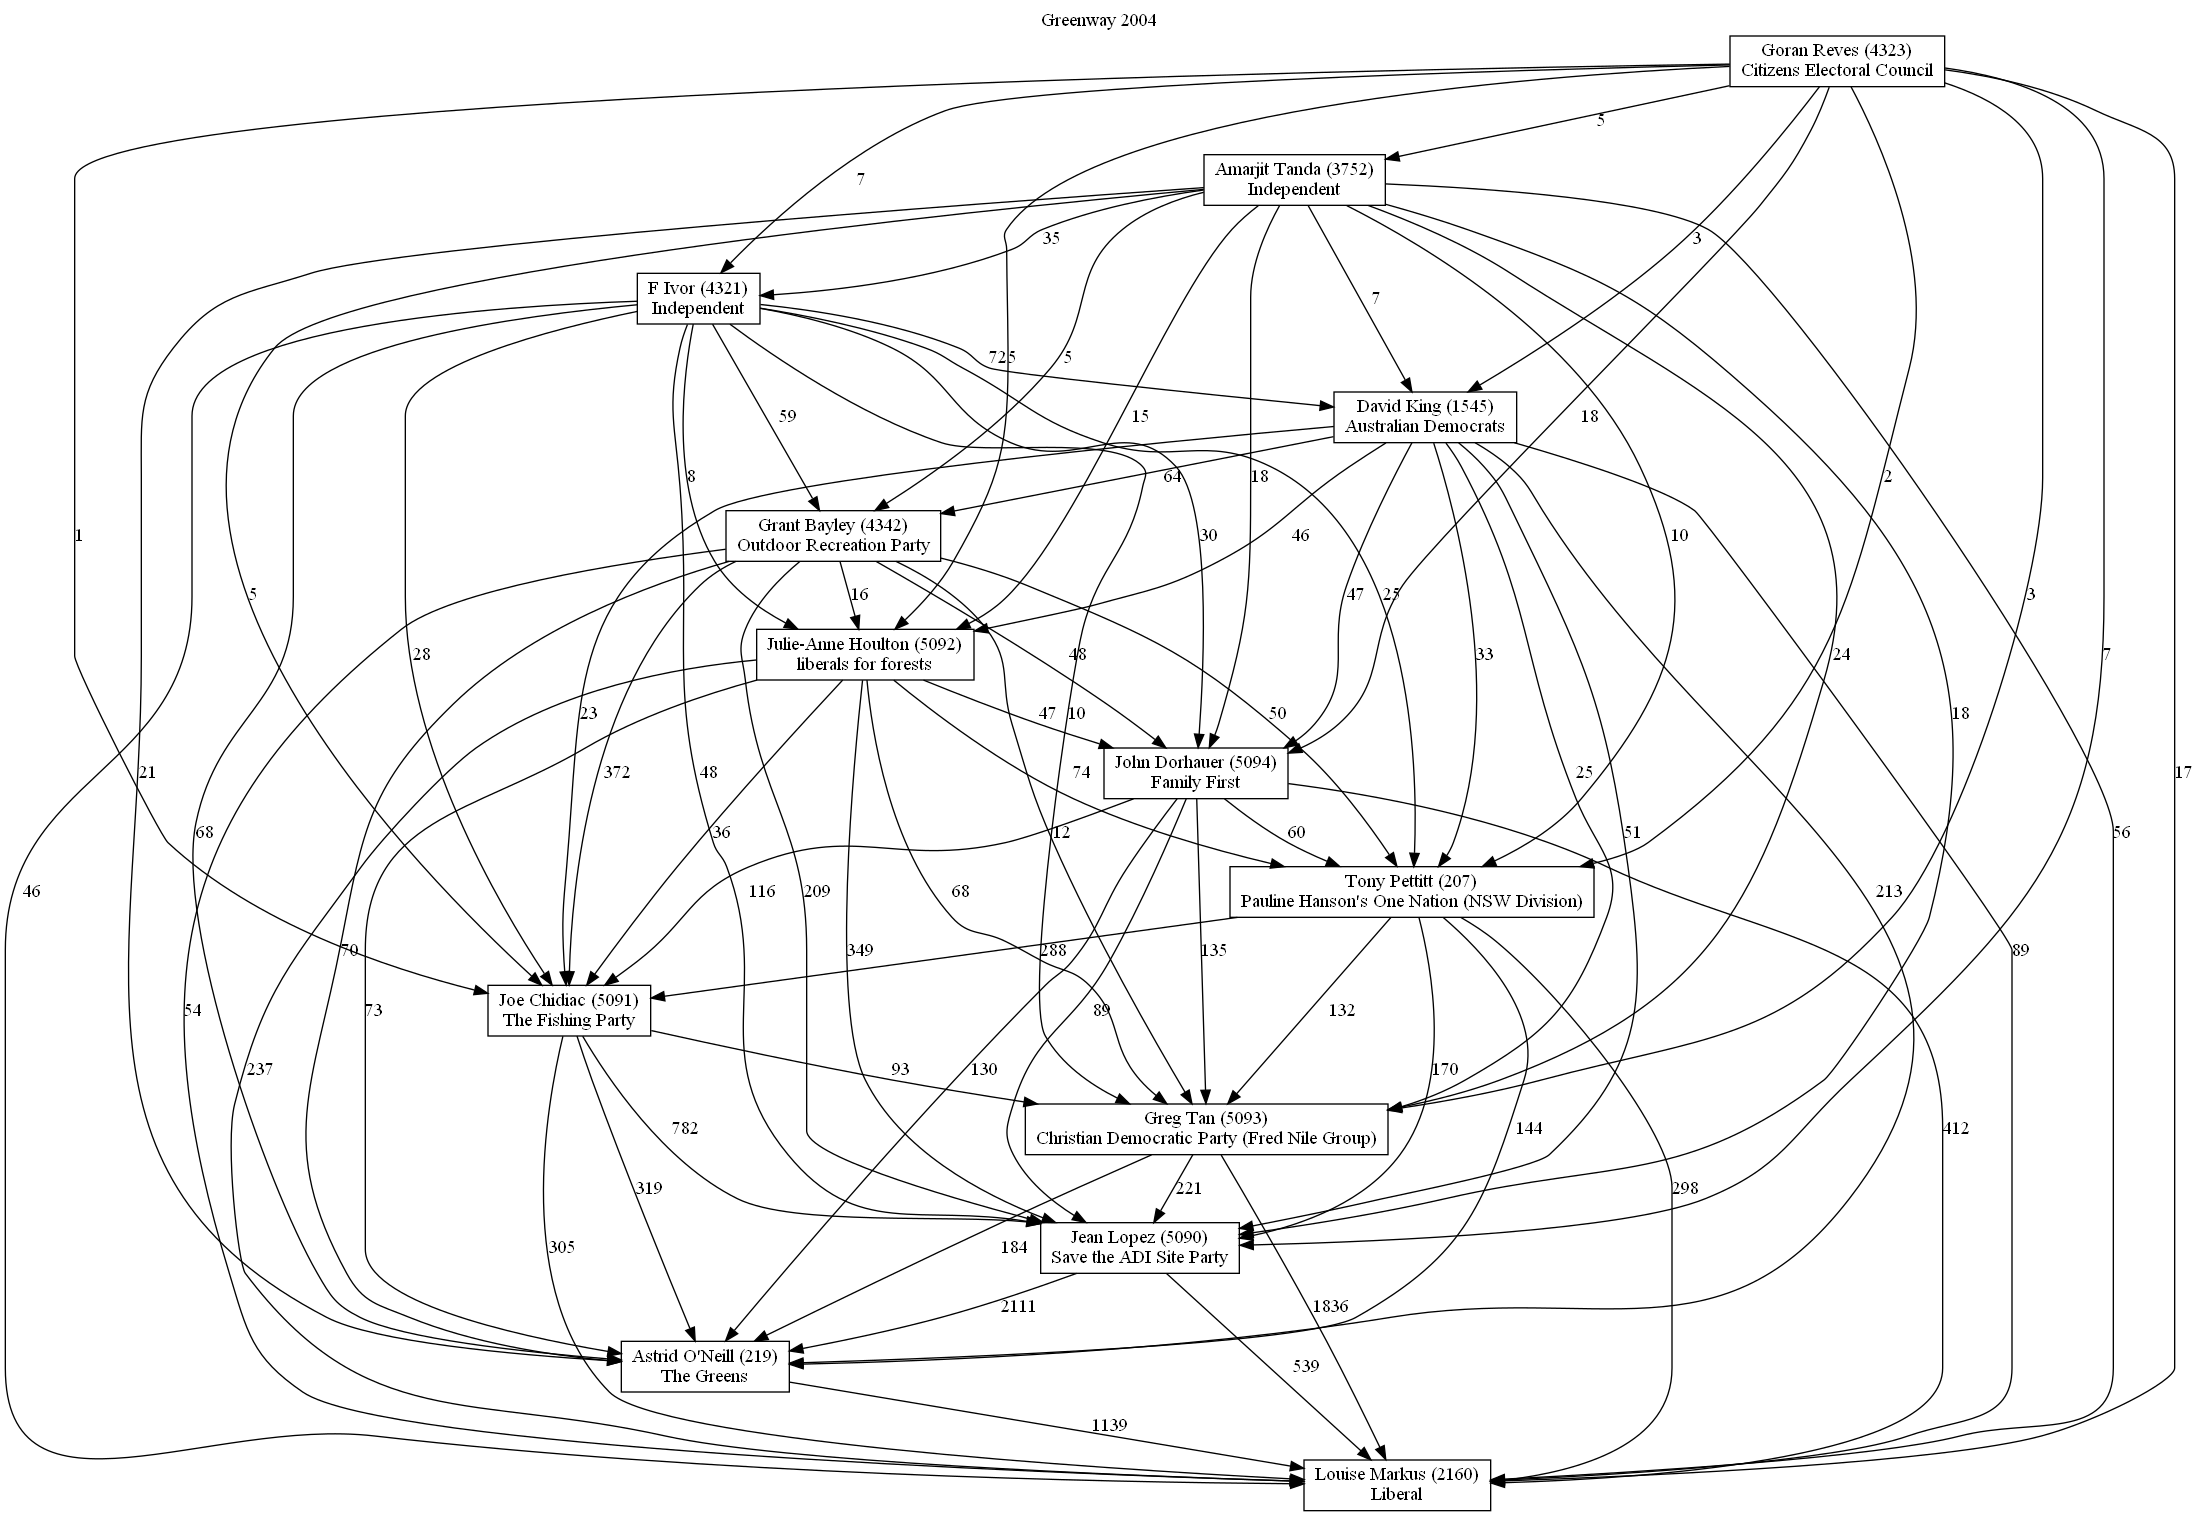 Greenway 2004
Goran Reves (4323)
Citizens Electoral Council
5
Amarjit Tanda (3752)
Independent
7
35
3
F Ivor (4321)
Independent
7
725
5
59
15
18
David King (1545)
Australian Democrats
8
64
18
2
1
30
46
10
Grant Bayley (4342)
Outdoor Recreation Party
5
16
47
25
3
Julie-Anne Houlton (5092)
liberals for forests
28
48
33
24
7
23
47
10
50
18
John Dorhauer (5094)
Family First
21
372
48
74
25
17
68
36
12
60
51
56
Tony Pettitt (207)
Pauline Hanson's One Nation (NSW Division)
46
116
209
68
213
70
349
288
135
89
Joe Chidiac (5091)
The Fishing Party
54
73
89
132
237
93
130
170
Greg Tan (5093)
Christian Democratic Party (Fred Nile Group)
782
144
412
319
221
298
Jean Lopez (5090)
Save the ADI Site Party
305
184
2111
1836
Astrid O'Neill (219)
The Greens
539
1139
Louise Markus (2160)
Liberal